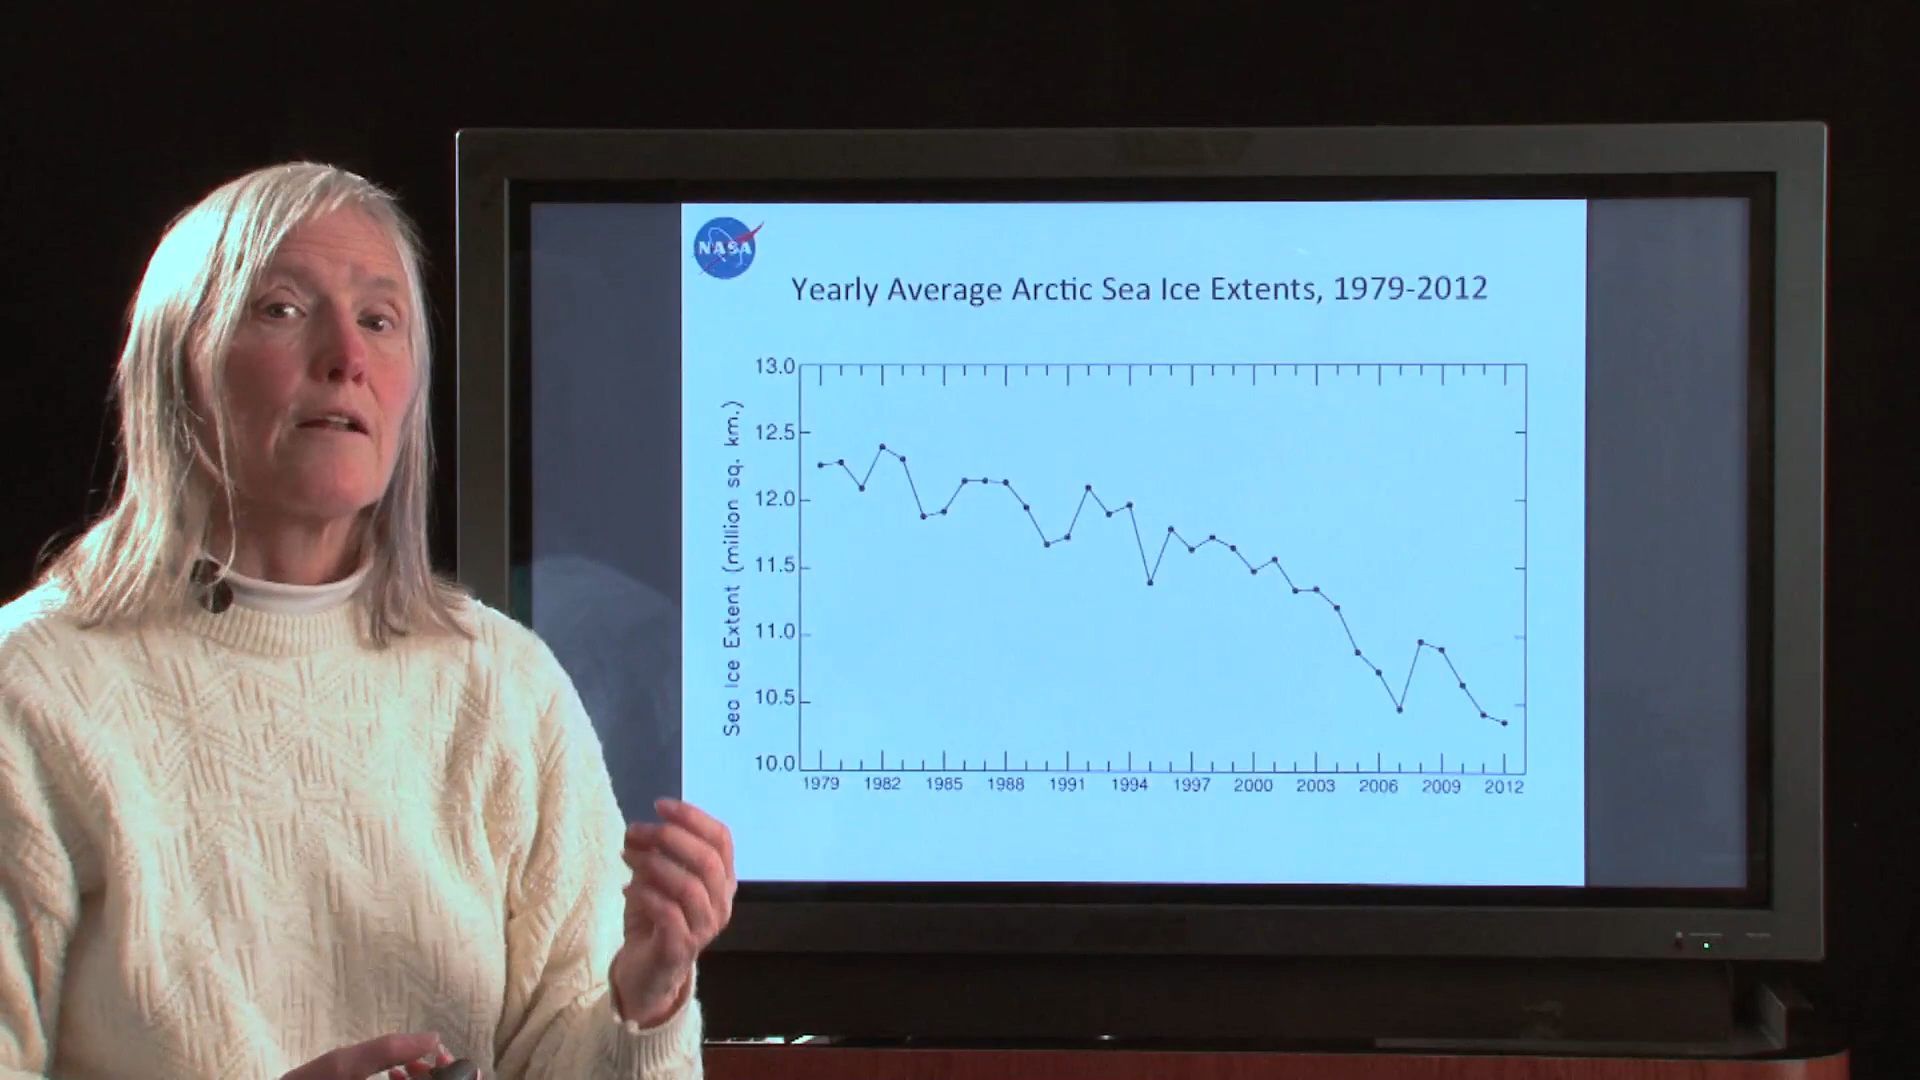 NASA
Yearly Average Arctic Sea Ice Extents, 1979-2012
Sea Ice Extent (million sq. km.)
13.0
12.5
12.0
11.5
11.0
10.5
10.0
1979 1982 1985 1988 1991 1994 1997 2000 2003 2006 2009 2012